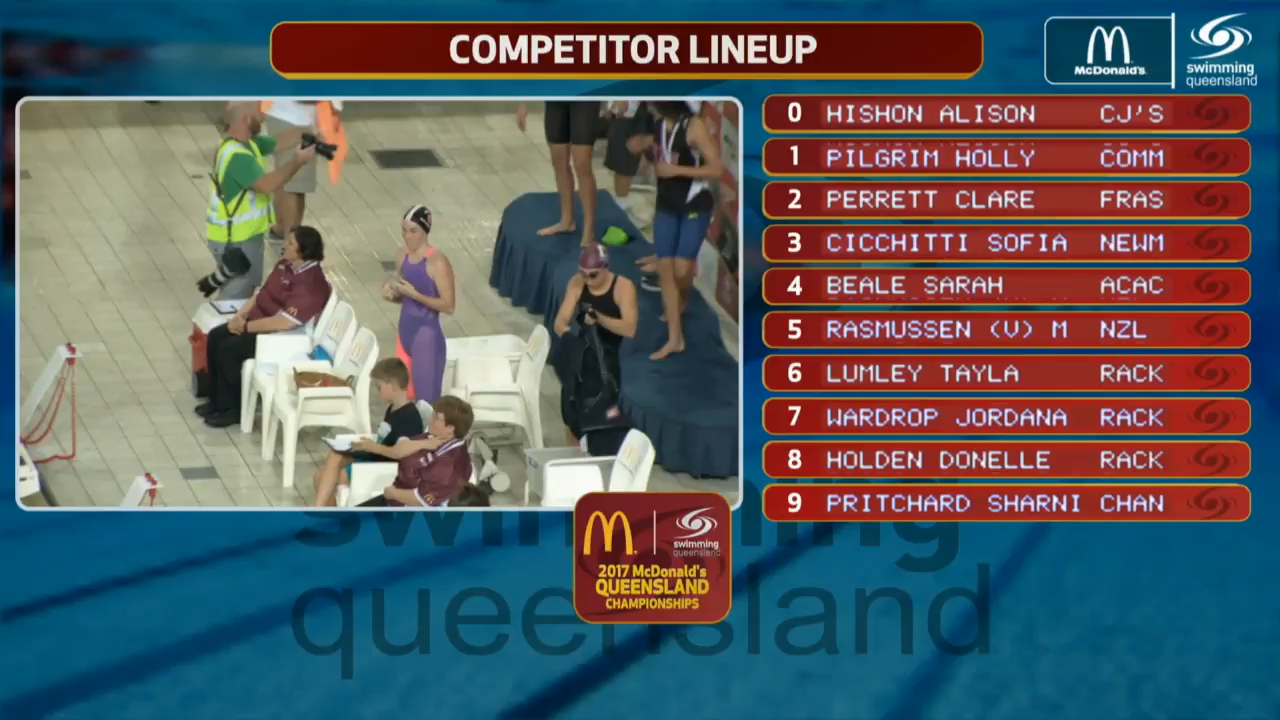 COMPETITOR LINEUP
McDonald's
swimming
queensland
0 HISHON ALISON CJ'S
1 PILGRIM HOLLY COMM
2 PERRETT CLARE FRAS
3 CICCHITTI SOFIA NEWM
4 BEALE SARAH ACAC
5 RASMUSSEN (V) M NZL
6 LUMLEY TAYLA RACK
7 WARDROP JORDANA RACK
8 HOLDEN DONELLE RACK
9 PRITCHARD SHARNI CHAN
swimming
queensland
2017 McDonald's
QUEENSLAND
CHAMPIONSHIPS
swimming
queensland